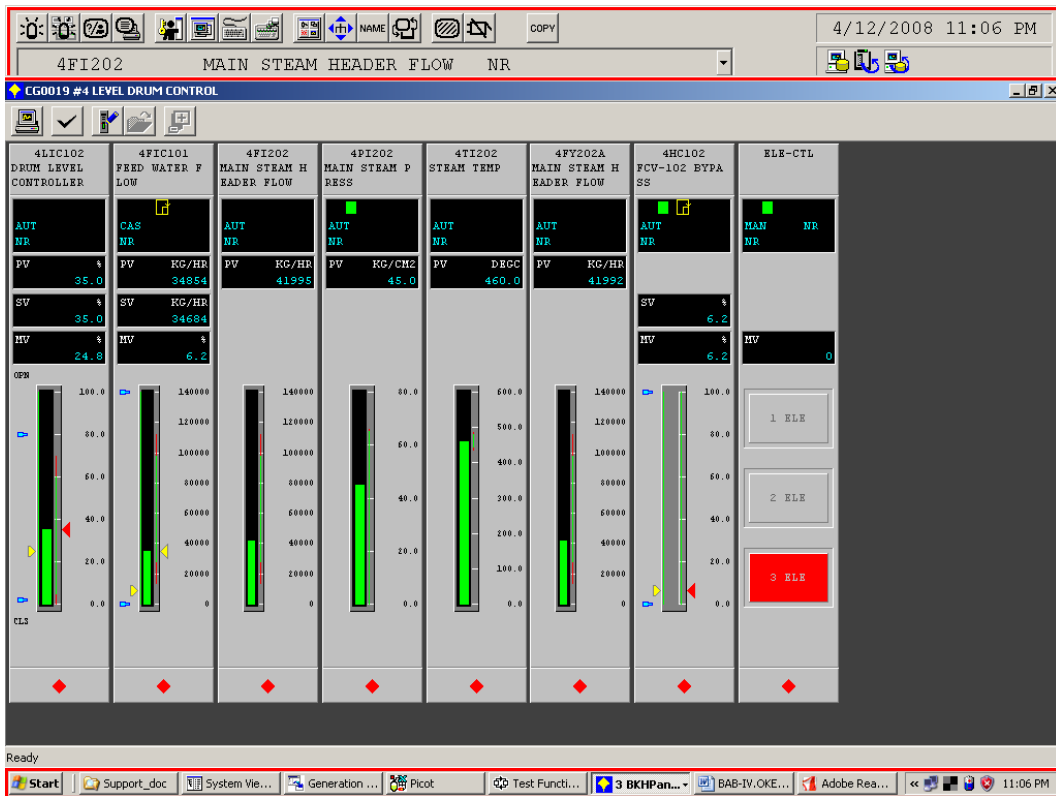 NAME
COPY
4/12/2008 11:06 PM
4FI202 MAIN STEAM HEADER FLOW NR
CG0019 #4 LEVEL DRUM CONTROL
4LIC102
DRUM LEVEL
CONTROLLER
AUT
NR
PV %
35.0
SV %
35.0
MV %
24.8
OPN
100.0
80.0
60.0
40.0
20.0
0.0
CLS
4FIC101
FEED WATER F
LOW
CAS
NR
PV KG/HR
34854
SV KG/HR
34684
MV %
6.2
140000
120000
100000
80000
60000
40000
20000
0
4FI202
MAIN STEAM H
EADER FLOW
AUT
NR
PV KG/HR
41995
140000
120000
100000
80000
60000
40000
20000
0
4PI202
MAIN STEAM P
RESS
AUT
NR
PV KG/CM2
45.0
80.0
60.0
40.0
20.0
0.0
4TI202
STEAM TEMP
AUT
NR
PV DEGC
460.0
600.0
500.0
400.0
300.0
200.0
100.0
0.0
4FY202A
MAIN STEAM H
EADER FLOW
AUT
NR
PV KG/HR
41992
140000
120000
100000
80000
60000
40000
20000
0
4HC102
FCV-102 BYPA
SS
AUT
NR
SV %
6.2
MV %
6.2
100.0
80.0
60.0
40.0
20.0
0.0
ELE-CTL
MAN NR
NR
MV
0
1 ELE
2 ELE
3 ELE
Ready
Start
Support_doc
System Vie...
Generation ...
Picot
Test Functi...
3 BKHPan...
BAB-IV.OKE...
Adobe Rea...
«
11:06 PM